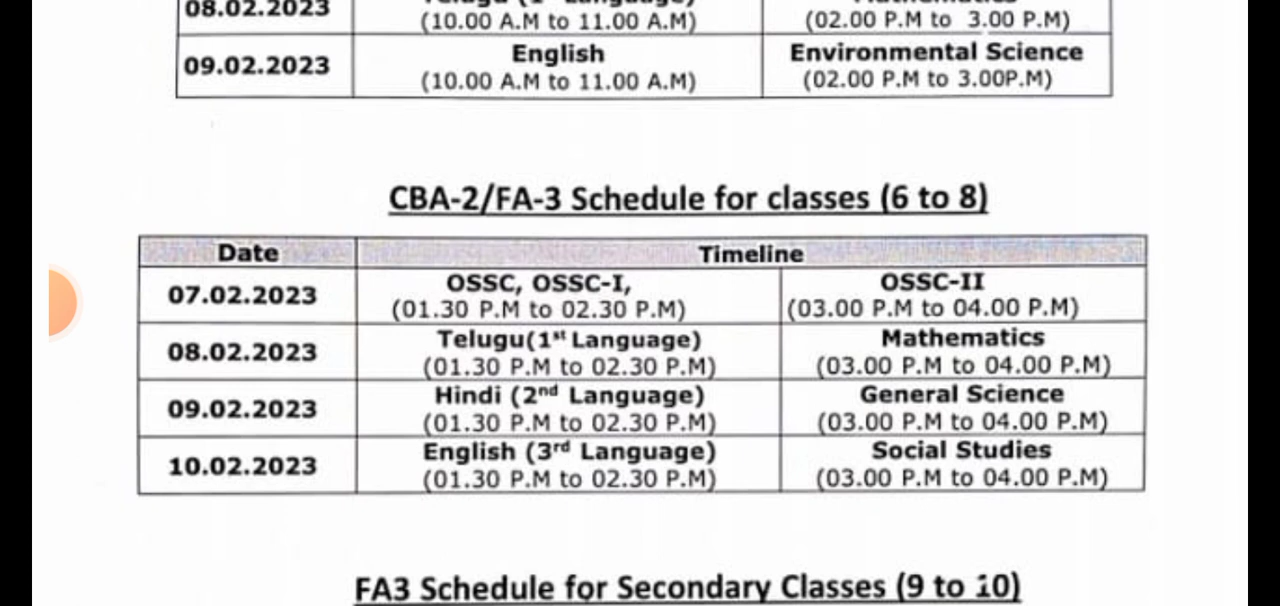 08.02.2023
(10.00 A.M to 11.00 A.M) (02.00 P.M to 3.00 P.M)
English Environmental Science
09.02.2023
(10.00 A.M to 11.00 A.M) (02.00 P.M to 3.00P.M)
CBA-2/FA-3 Schedule for classes (6 to 8)
Date Timeline
OSSC, OSSC-I, OSSC-II
07.02.2023
(01.30 P.M to 02.30 P.M) (03.00 P.M to 04.00 P.M)
Telugu(1st Language) Mathematics
08.02.2023
(01.30 P.M to 02.30 P.M) (03.00 P.M to 04.00 P.M)
Hindi (2nd Language) General Science
09.02.2023
(01.30 P.M to 02.30 P.M) (03.00 P.M to 04.00 P.M)
English (3rd Language) Social Studies
10.02.2023
(01.30 P.M to 02.30 P.M) (03.00 P.M to 04.00 P.M)
FA3 Schedule for Secondary Classes (9 to 10)